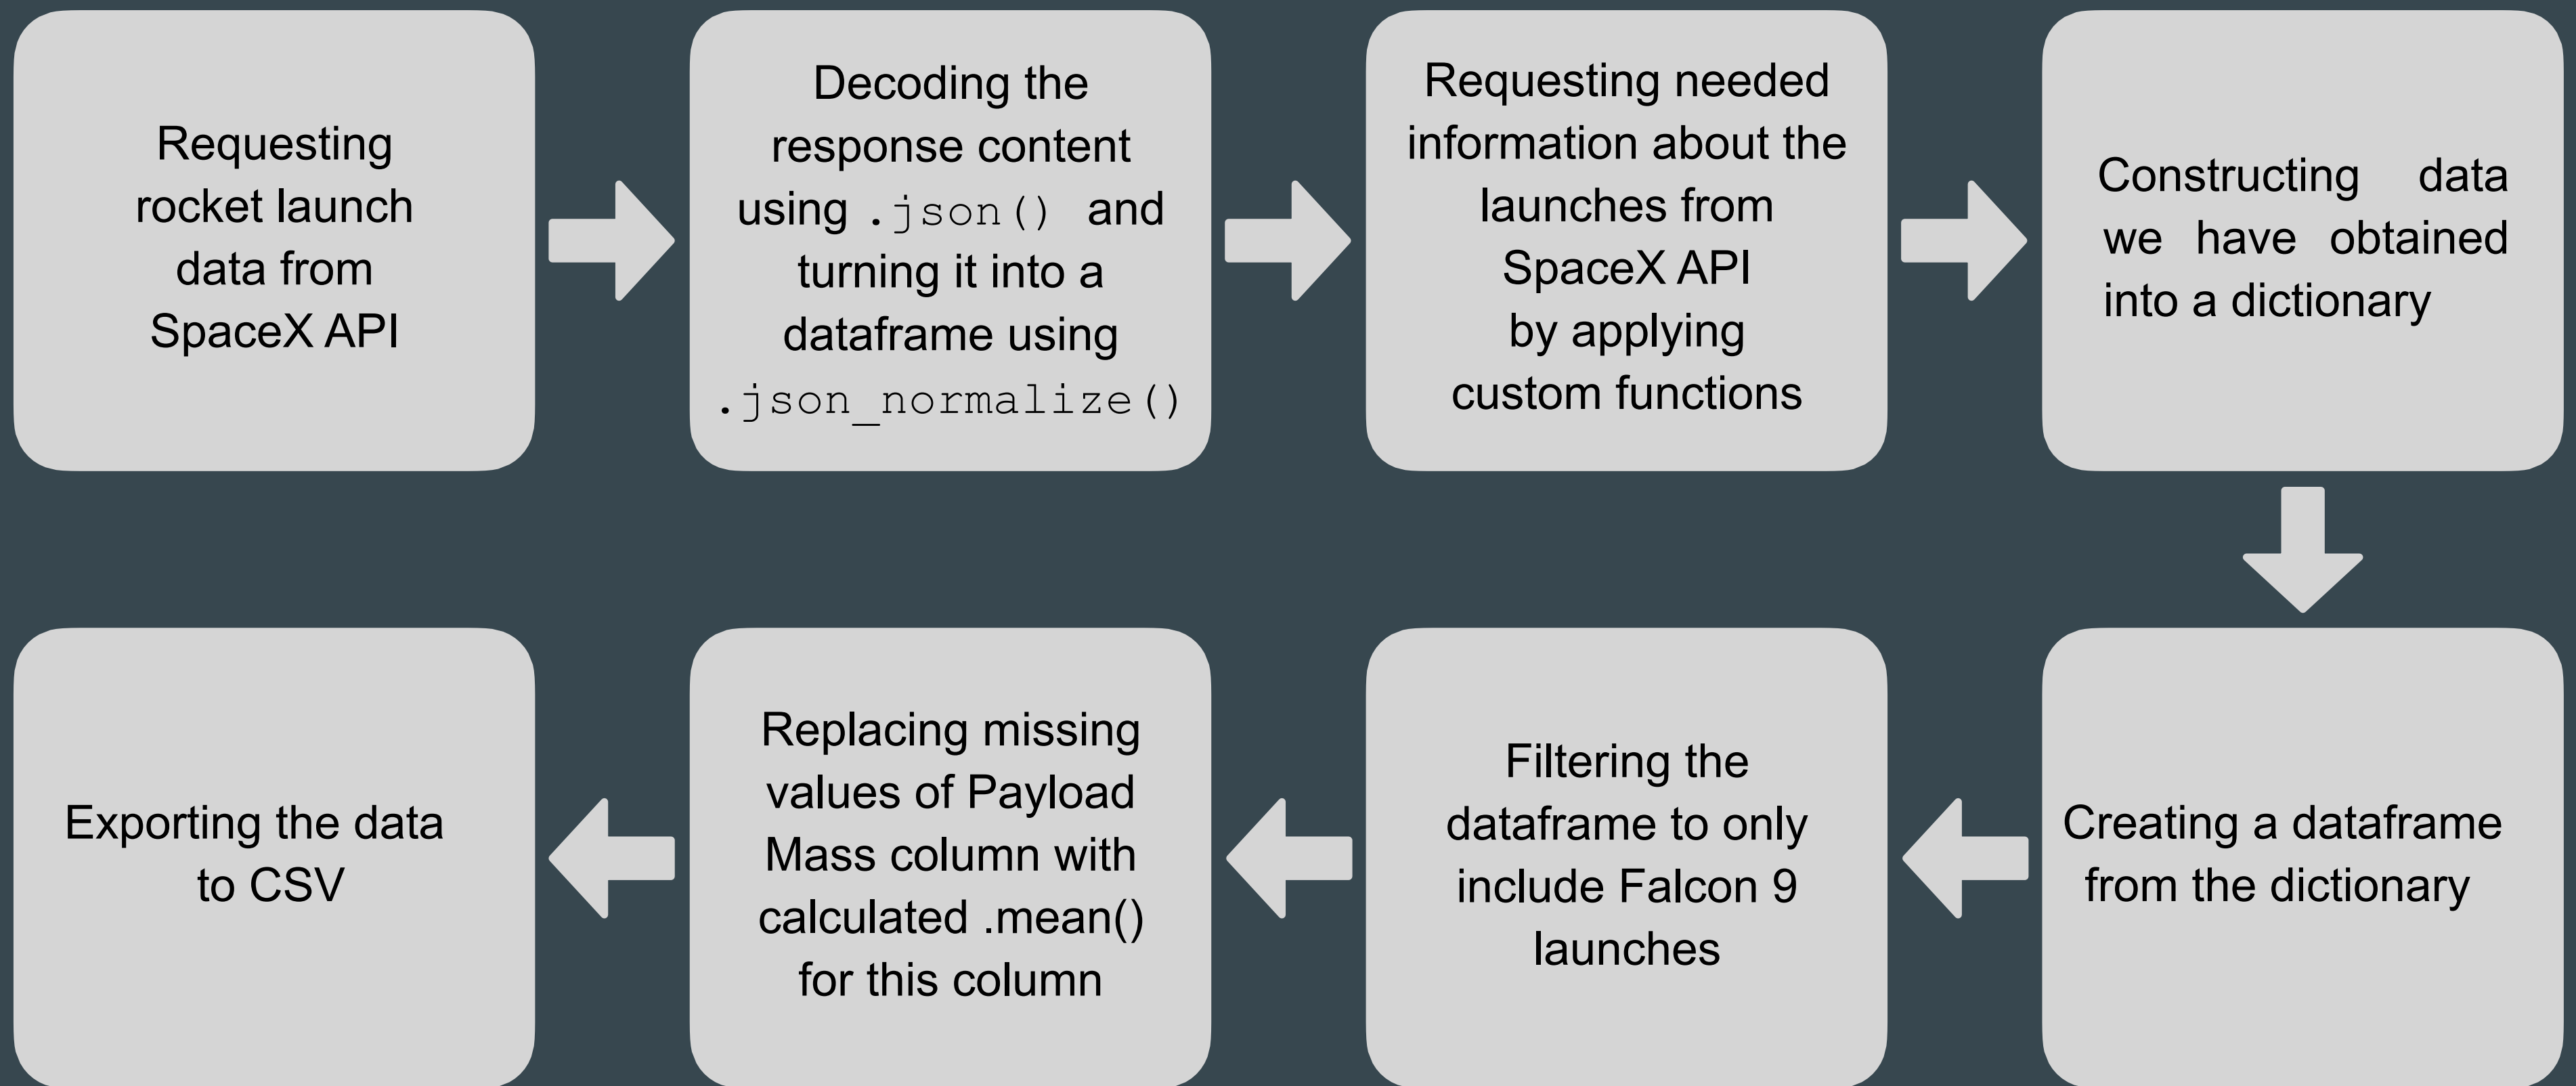 Requesting
rocket launch
data from
SpaceX API
Decoding the
response content
using .json() and
turning it into a
dataframe using
.json_normalize()
Requesting needed
information about the
launches from
SpaceX API
by applying
custom functions
Constructing data
we have obtained
into a dictionary
Creating a dataframe
from the dictionary
Filtering the
dataframe to only
include Falcon 9
launches
Replacing missing
values of Payload
Mass column with
calculated .mean()
for this column
Exporting the data
to CSV